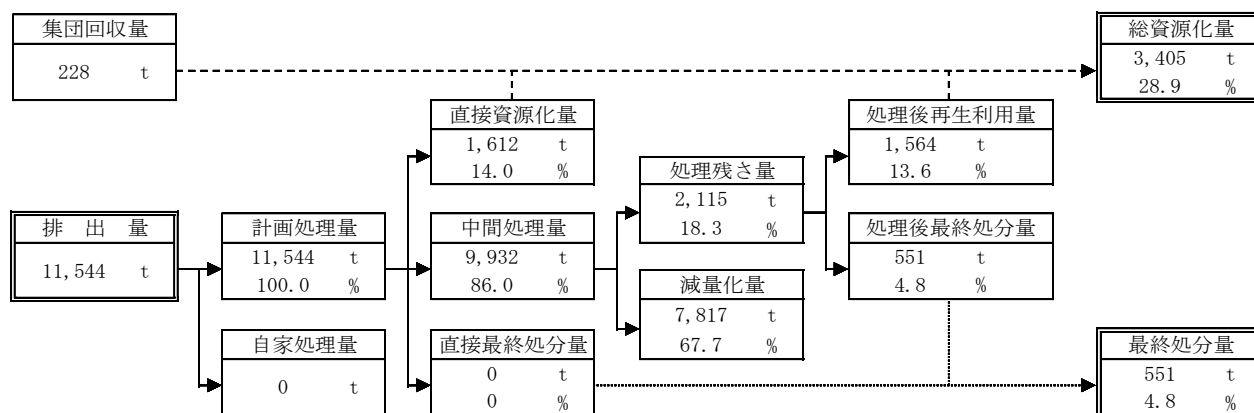 集団回収量
228 t
総資源化量
3,405 t
28.9 %
直接資源化量
1,612 t
14.0 %
処理後再生利用量
1,564 t
13.6 %
処理残さ量
2,115 t
18.3 %
排 出 量
11,544 t
計画処理量
11,544 t
100.0 %
中間処理量
9,932 t
86.0 %
処理後最終処分量
551 t
4.8 %
減量化量
7,817 t
67.7 %
自家処理量
0 t
直接最終処分量
0 t
0 %
最終処分量
551 t
4.8 %